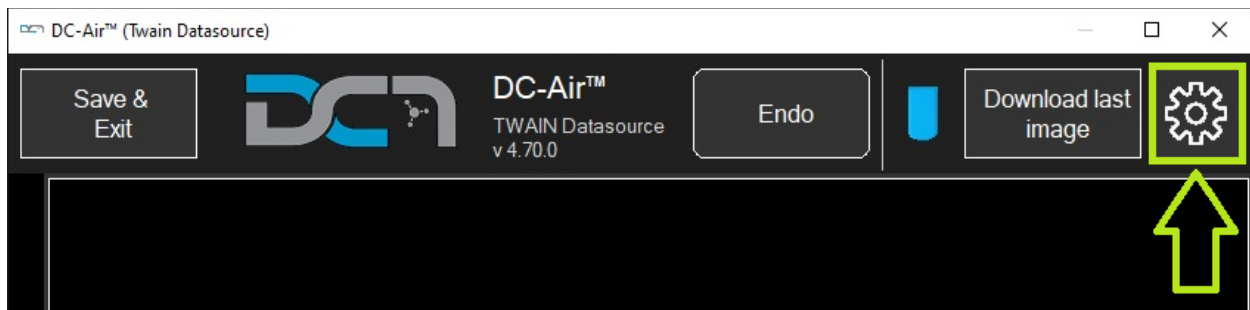 DC-Air™ (Twain Datasource)
Save &
Exit
DC-Air™
TWAIN Datasource
v 4.70.0
Endo
Download last
image